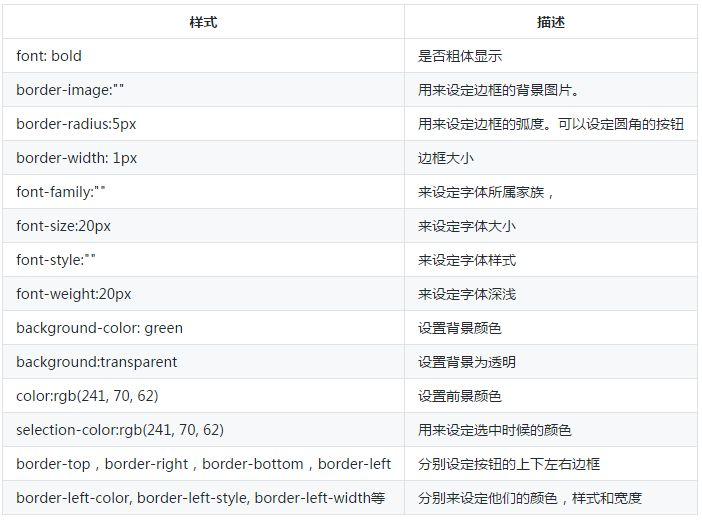 样式 描述
font: bold 是否粗体显示
border-image:"" 用来设定边框的背景图片。
border-radius:5px 用来设定边框的弧度。可以设定圆角的按钮
border-width: 1px 边框大小
font-family:"" 来设定字体所属家族，
font-size:20px 来设定字体大小
font-style:"" 来设定字体样式
font-weight:20px 来设定字体深浅
background-color: green 设置背景颜色
background:transparent 设置背景为透明
color:rgb(241, 70, 62) 设置前景颜色
selection-color:rgb(241, 70, 62) 用来设定选中时候的颜色
border-top，border-right，border-bottom，border-left 分别设定按钮的上下左右边框
border-left-color, border-left-style, border-left-width等 分别来设定他们的颜色，样式和宽度